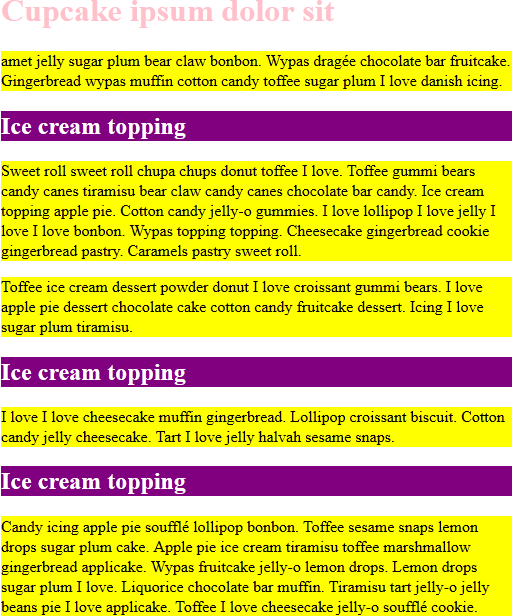 Cupcake ipsum dolor sit
amet jelly sugar plum bear claw bonbon. Wypas dragée chocolate bar fruitcake.
Gingerbread wypas muffin cotton candy toffee sugar plum I love danish icing.
Ice cream topping
Sweet roll sweet roll chupa chups donut toffee I love. Toffee gummi bears
candy canes tiramisu bear claw candy canes chocolate bar candy. Ice cream
topping apple pie. Cotton candy jelly-o gummies. I love lollipop I love jelly I
love I love bonbon. Wypas topping topping. Cheesecake gingerbread cookie
gingerbread pastry. Caramels pastry sweet roll.
Toffee ice cream dessert powder donut I love croissant gummi bears. I love
apple pie dessert chocolate cake cotton candy fruitcake dessert. Icing I love
sugar plum tiramisu.
Ice cream topping
I love I love cheesecake muffin gingerbread. Lollipop croissant biscuit. Cotton
candy jelly cheesecake. Tart I love jelly halvah sesame snaps.
Ice cream topping
Candy icing apple pie soufflé lollipop bonbon. Toffee sesame snaps lemon
drops sugar plum cake. Apple pie ice cream tiramisu toffee marshmallow
gingerbread applicake. Wypas fruitcake jelly-o lemon drops. Lemon drops
sugar plum I love. Liquorice chocolate bar muffin. Tiramisu tart jelly-o jelly
beans pie I love applicake. Toffee I love cheesecake jelly-o soufflé cookie.